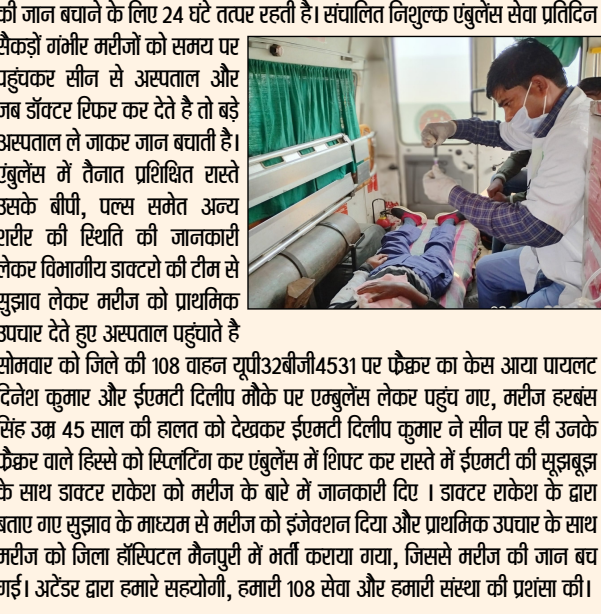 की जान बचाने के लिए 24 घंटे तत्पर रहती है। संचालित निशुल्क एंबुलेंस सेवा प्रतिदिन
सैकड़ों गंभीर मरीजों को समय पर
पहुंचकर सीन से अस्पताल और
जब डॉक्टर रिफर कर देते है तो बड़े
अस्पताल ले जाकर जान बचाती है।
एंबुलेंस में तैनात प्रशिक्षित रास्ते
उसके बीपी, पल्स समेत अन्य
शरीर की स्थिति की जानकारी
लेकर विभागीय डाक्टरो की टीम से
सुझाव लेकर मरीज को प्राथमिक
उपचार देते हुए अस्पताल पहुंचाते है
सोमवार को जिले की 108 वाहन यूपी32बीजी4531 पर फ्रैक्चर का केस आया पायलट
दिनेश कुमार और ईएमटी दिलीप मौके पर एम्बुलेंस लेकर पहुंच गए, मरीज हरबंस
सिंह उम्र 45 साल की हालत को देखकर ईएमटी दिलीप कुमार ने सीन पर ही उनके
फ्रैक्चर वाले हिस्से को स्प्लिंटिंग कर एंबुलेंस में शिफ्ट कर रास्ते में ईएमटी की सूझबूझ
के साथ डाक्टर राकेश को मरीज के बारे में जानकारी दिए । डाक्टर राकेश के द्वारा
बताए गए सुझाव के माध्यम से मरीज को इंजेक्शन दिया और प्राथमिक उपचार के साथ
मरीज को जिला हॉस्पिटल मैनपुरी में भर्ती कराया गया, जिससे मरीज की जान बच
गई। अटेंडर द्वारा हमारे सहयोगी, हमारी 108 सेवा और हमारी संस्था की प्रशंसा की।